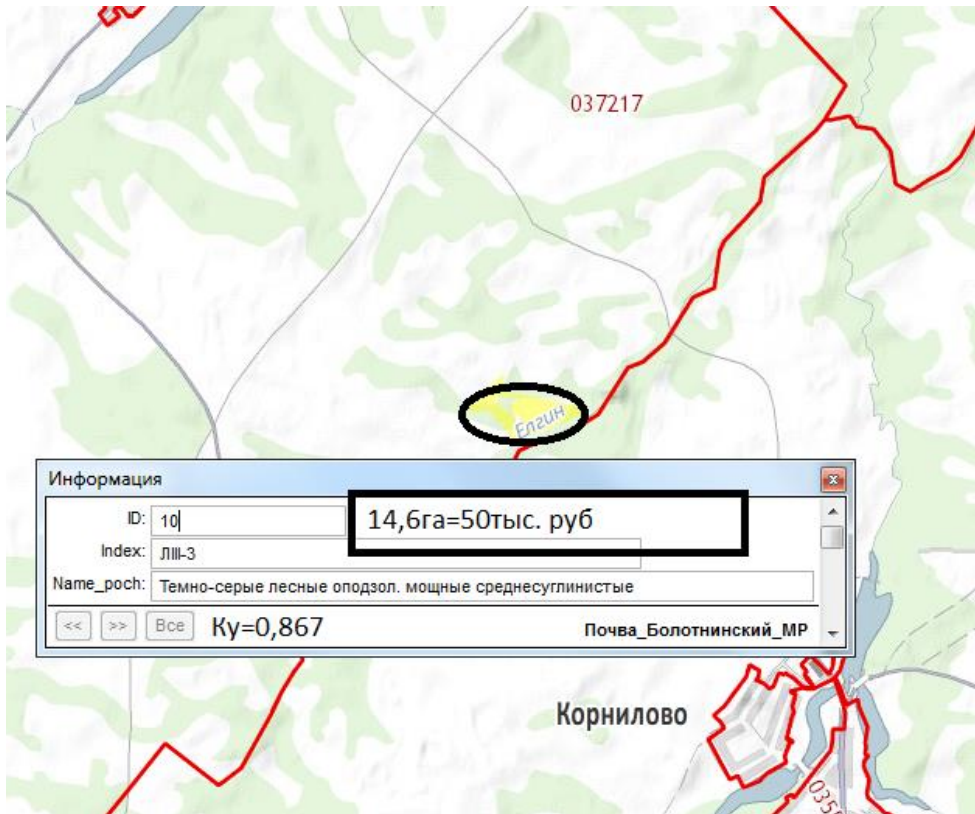 037217
Елгин
Информация
ID: 10
14,6га=50тыс. руб
Index: ЛIII-3
Name_poch: Темно-серые лесные оподзол. мощные среднесуглинистые
<< >> Все Ку=0,867 Почва_Болотнинский_МР
Корнилово